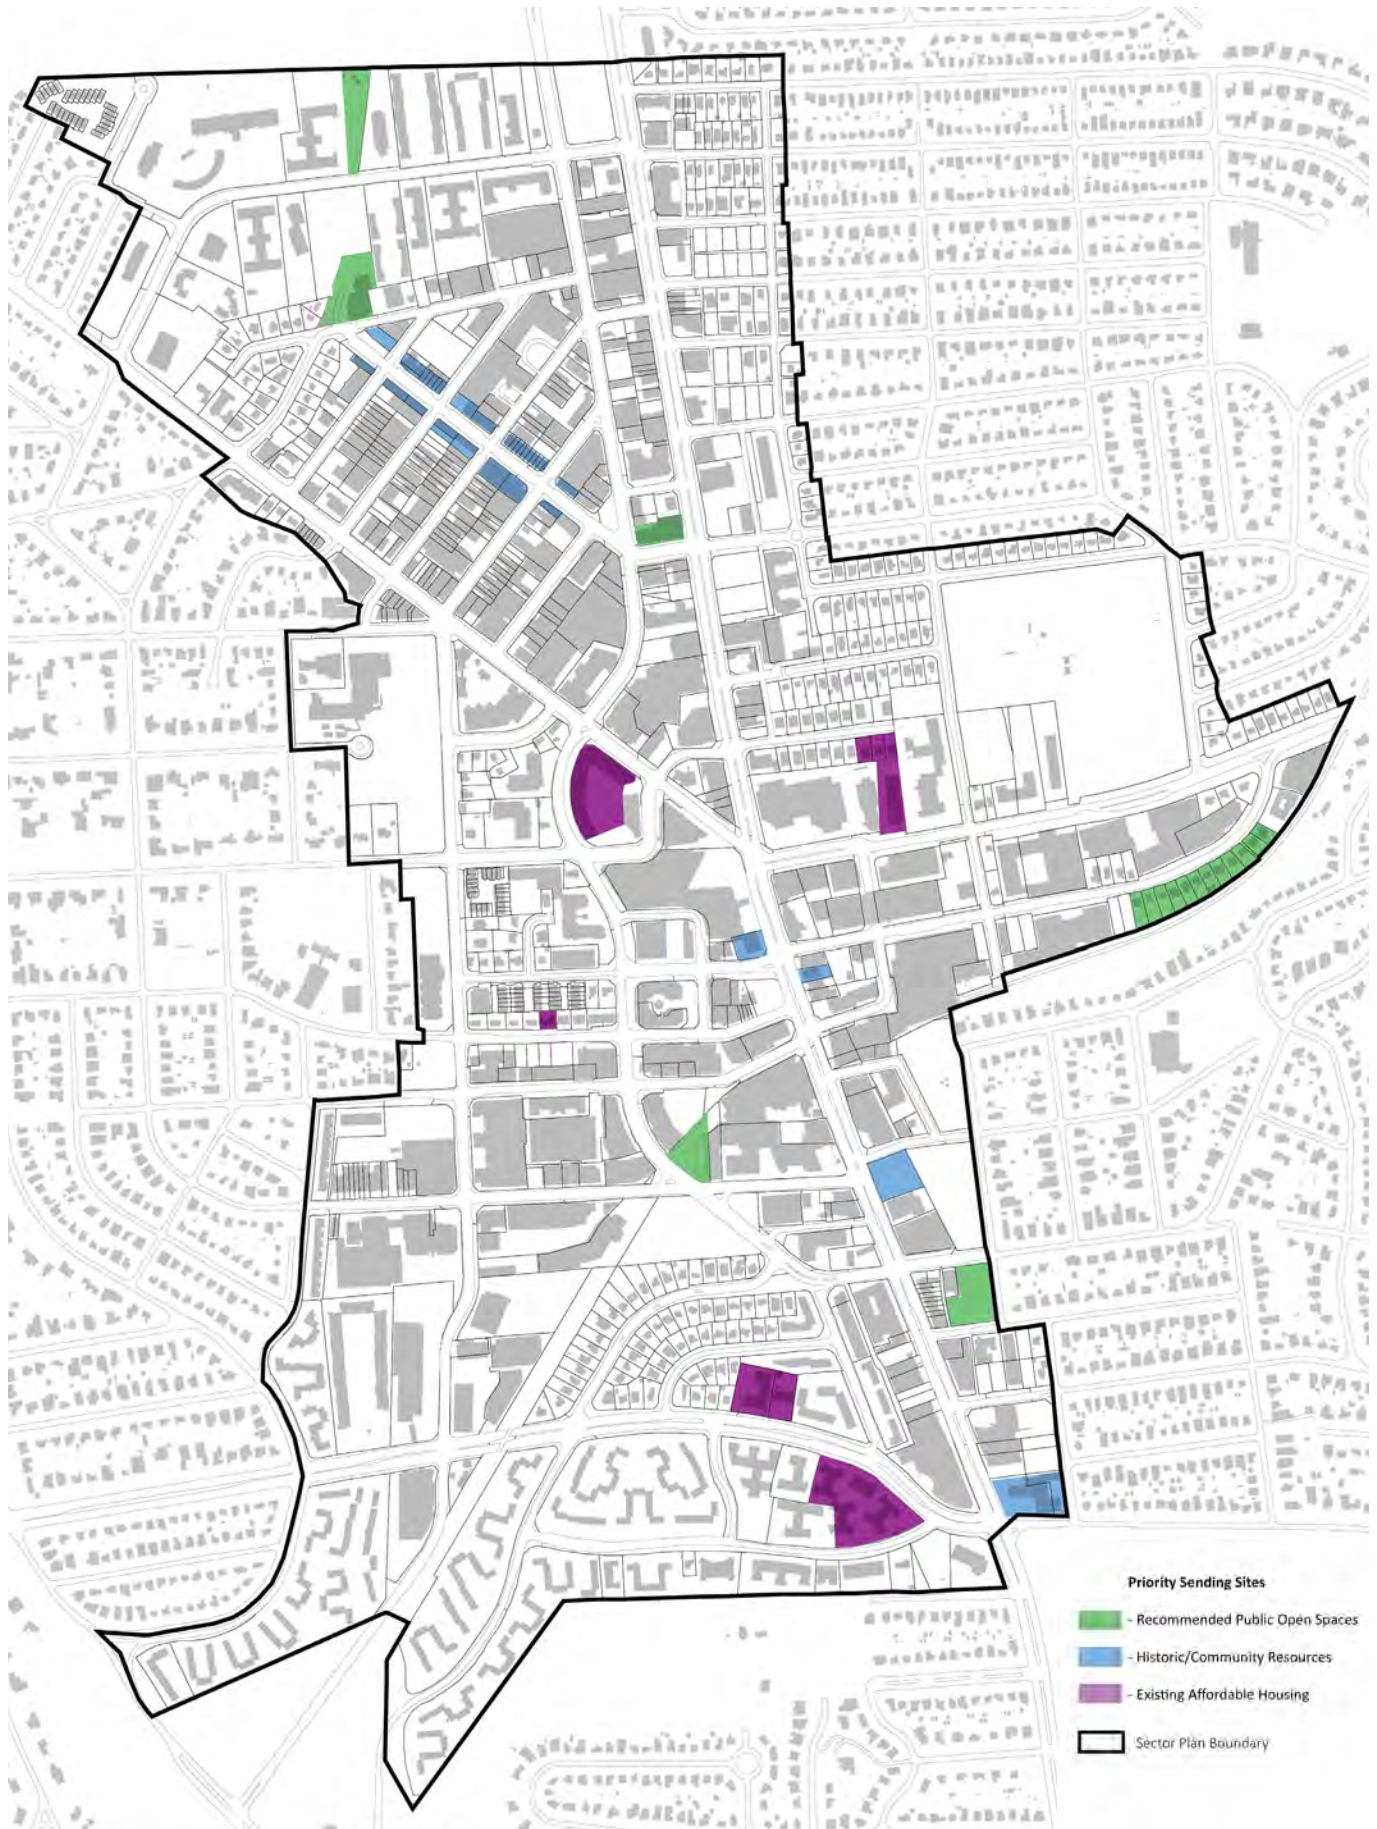 Priority Sending Sites
- Recommended Public Open Spaces
- Historic/Community Resources
- Existing Affordable Housing
Sector Plan Boundary